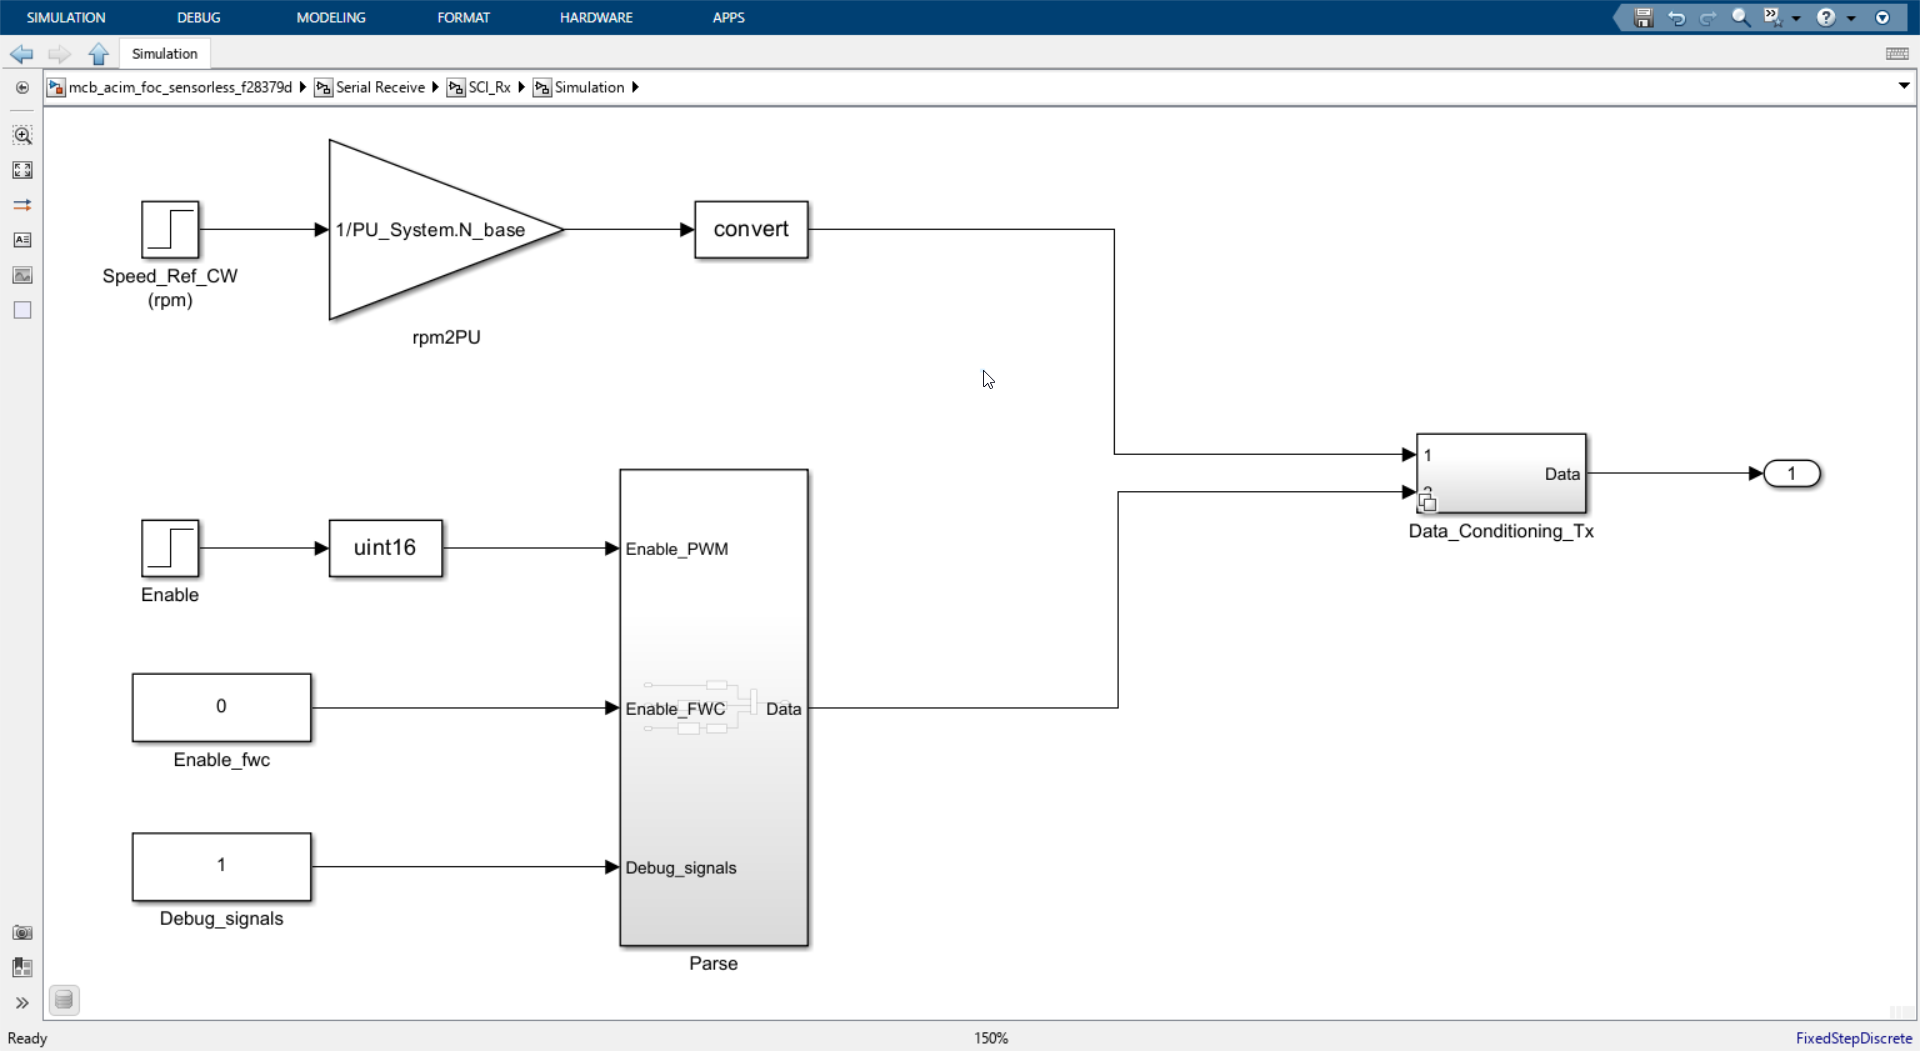 SIMULATION DEBUG MODELING FORMAT HARDWARE APPS
Simulation
mcb_acim_foc_sensorless_f28379d Serial Receive SCI_Rx Simulation
1/PU_System.N_base
convert
Speed_Ref_CW
(rpm)
rpm2PU
1
Data
1
Data_Conditioning_Tx
uint16
Enable_PWM
Enable
0
Enable_FWC
Data
Enable_fwc
1
Debug_signals
Debug_signals
Parse
Ready
150%
FixedStepDiscrete